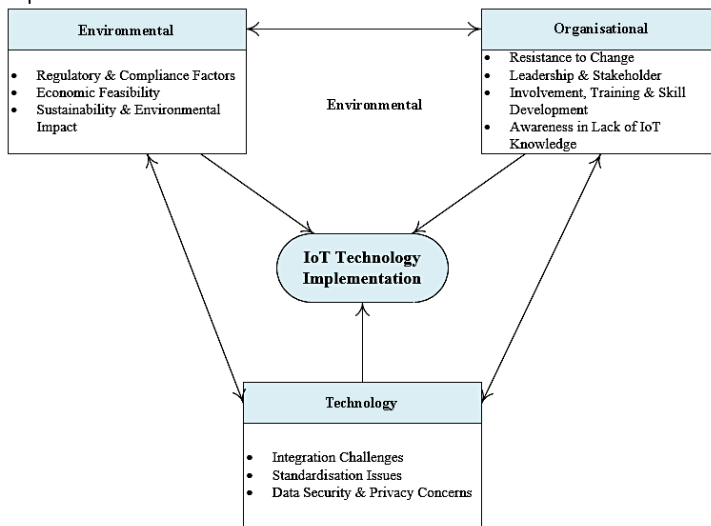 Environmental
• Regulatory & Compliance Factors
• Economic Feasibility
• Sustainability & Environmental
Impact
Environmental
Organisational
• Resistance to Change
• Leadership & Stakeholder
• Involvement, Training & Skill
Development
• Awareness in Lack of IoT
Knowledge
IoT Technology
Implementation
Technology
• Integration Challenges
• Standardisation Issues
• Data Security & Privacy Concerns